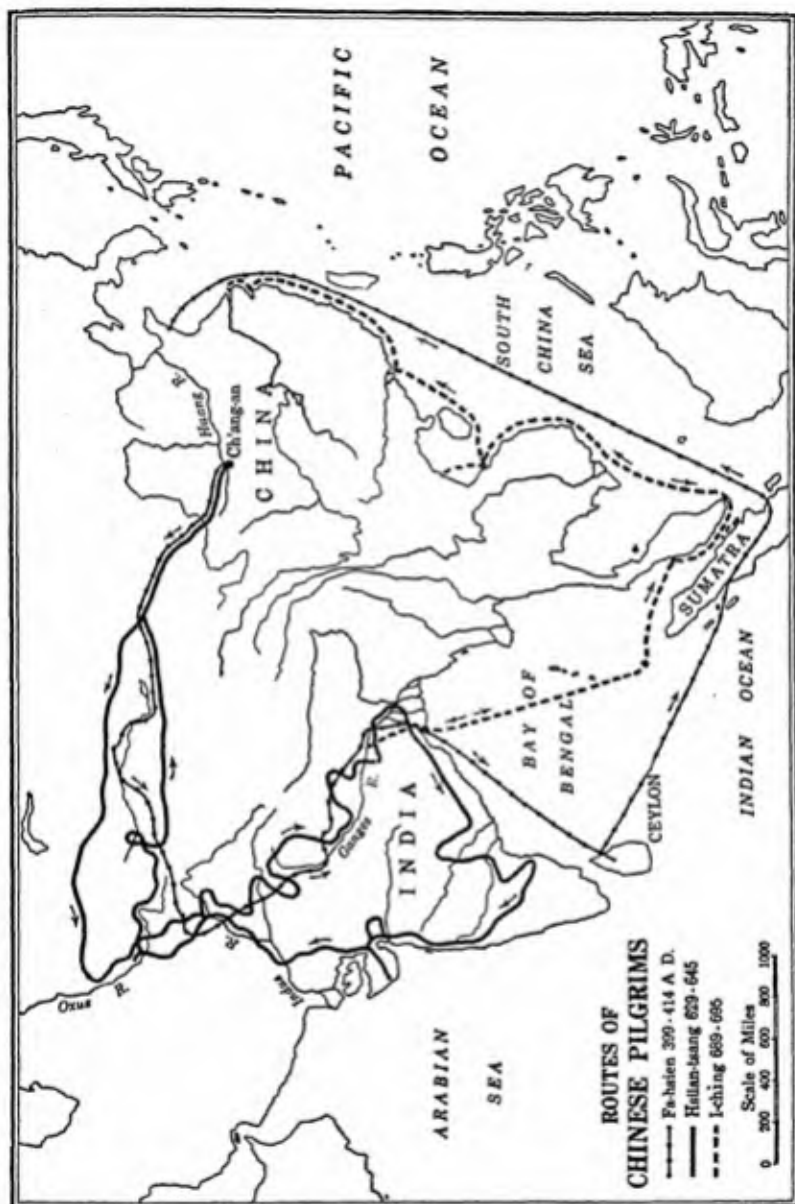 ROUTES OF
CHINESE PILGRIMS
Fa-hsien 399-414 A D.
Hsüan-tsang 629-645
I-ching 689-695
Scale of Miles
0 200 400 600 800 1000
PACIFIC
OCEAN
SOUTH
CHINA
SEA
CHINA
Huang R.
Ch'ang-an
SUMATRA
INDIAN OCEAN
BAY OF
BENGAL
CEYLON
INDIA
Ganges R.
Indus R.
Oxus R.
ARABIAN
SEA